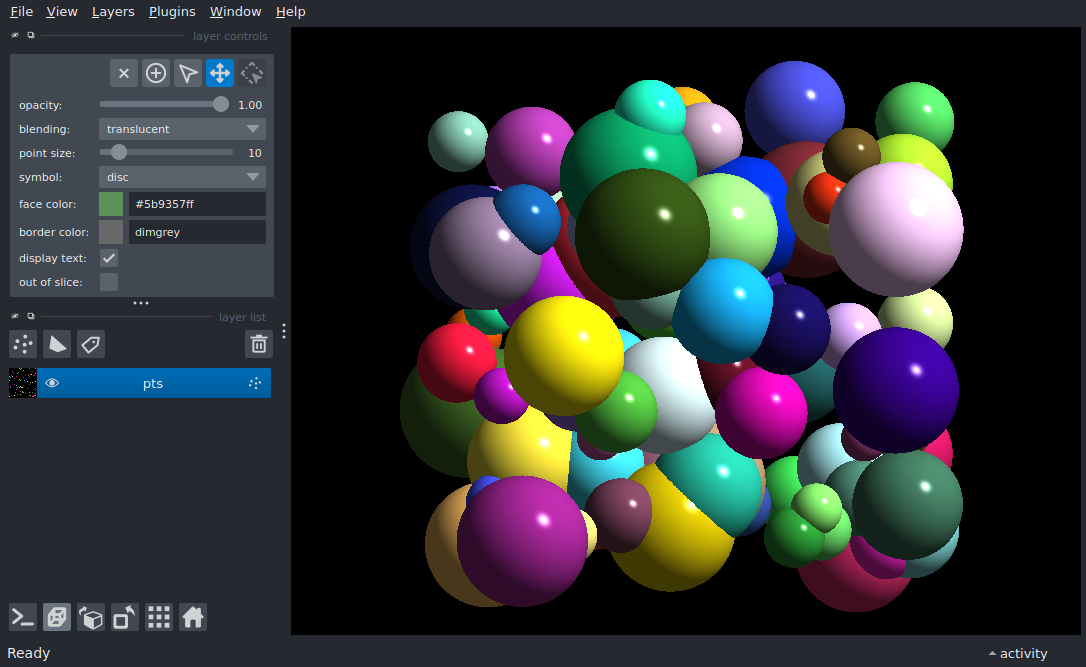 File View Layers Plugins Window Help
layer controls
opacity: 1.00
blending: translucent
point size: 10
symbol: disc
face color: #5b9357ff
border color: dimgrey
display text:
out of slice:
layer list
pts
Ready
activity